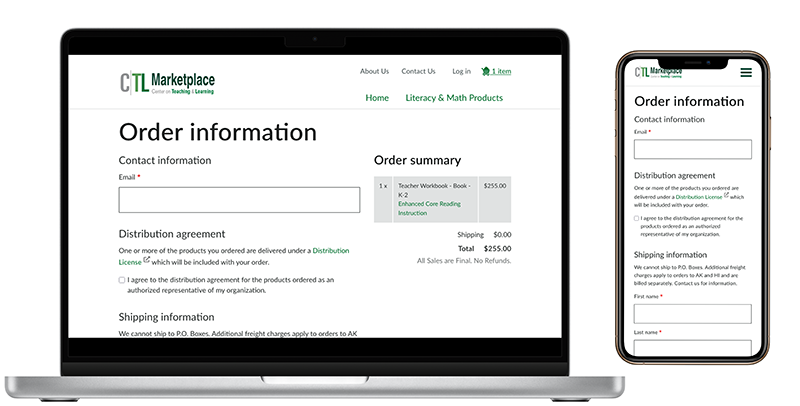 About Us Contact Us Log in 1 item
CTL Marketplace
Center on Teaching & Learning
Home Literacy & Math Products
Order information
Contact information
Email *
Distribution agreement
One or more of the products you ordered are delivered under a Distribution
License which will be included with your order.
I agree to the distribution agreement for the products ordered as an
authorized representative of my organization.
Shipping information
We cannot ship to P.O. Boxes. Additional freight charges apply to orders to AK
Order summary
1 x Teacher Workbook - Book - $255.00
K-2
Enhanced Core Reading
Instruction
Shipping $0.00
Total $255.00
All Sales are Final. No Refunds.
CTL Marketplace
Center on Teaching & Learning
Order information
Contact information
Email *
Distribution agreement
One or more of the products you ordered are
delivered under a Distribution License which
will be included with your order.
I agree to the distribution agreement for the
products ordered as an authorized
representative of my organization.
Shipping information
We cannot ship to P.O. Boxes. Additional freight
charges apply to orders to AK and HI and are
billed separately. Contact us for information.
First name *
Last name *